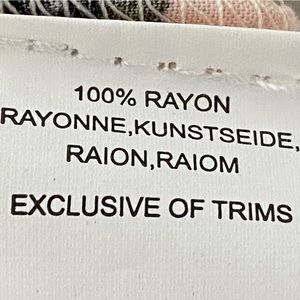 100% RAYON
RAYONNE,KUNSTSEIDE,
RAION,RAIOM
EXCLUSIVE OF TRIMS